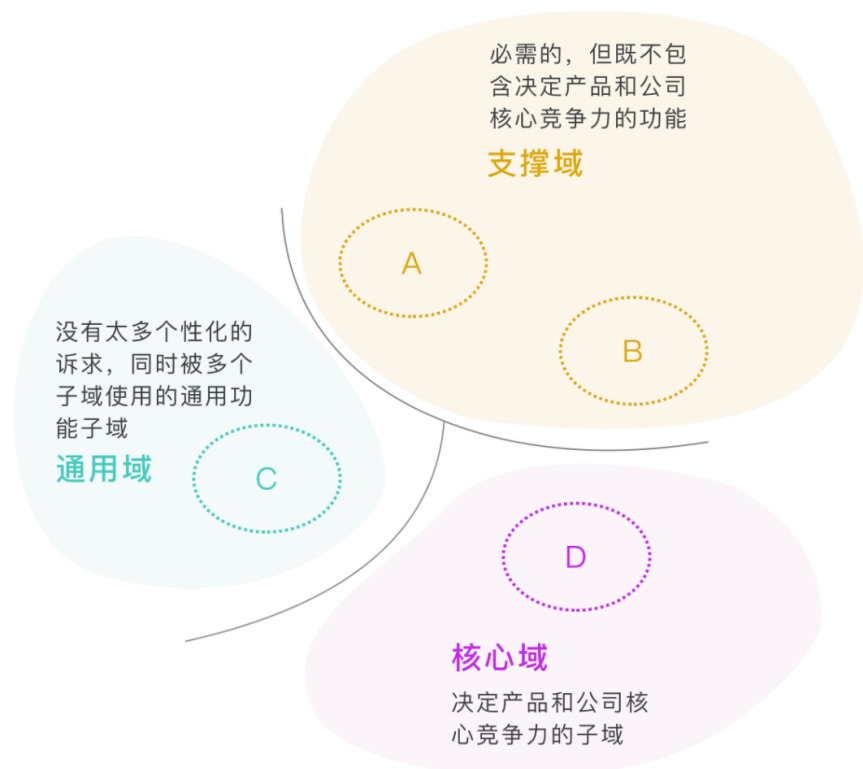 必需的，但既不包
含决定产品和公司
核心竞争力的功能
支撑域
A
B
没有太多个性化的
诉求，同时被多个
子域使用的通用功
能子域
通用域
C
D
核心域
决定产品和公司核
心竞争力的子域